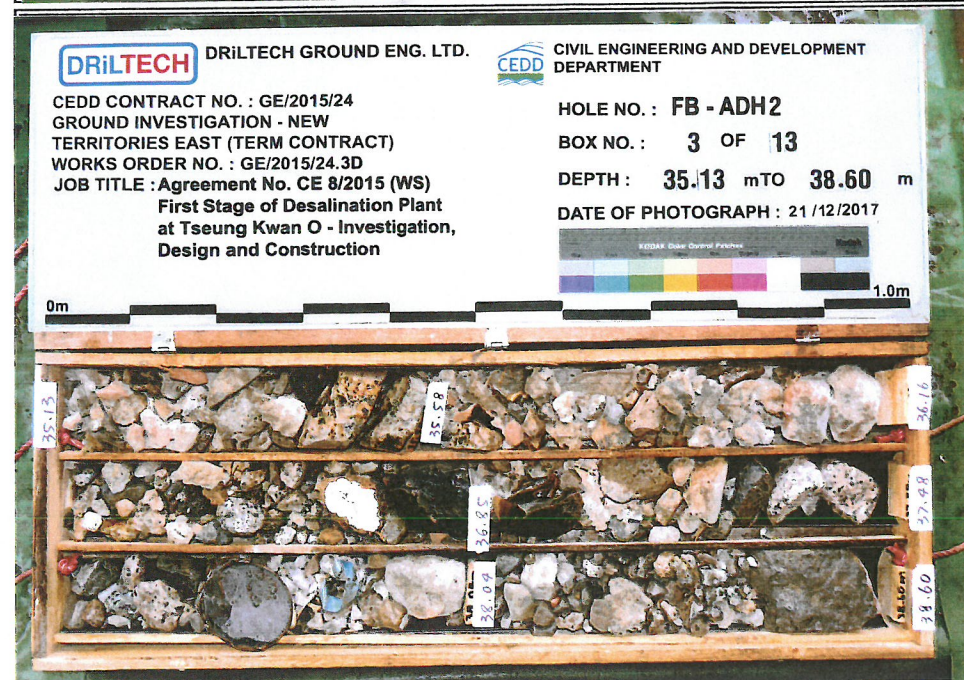 DRiLTECH DRiLTECH GROUND ENG. LTD.
CEDD CONTRACT NO. : GE/2015/24
GROUND INVESTIGATION - NEW
TERRITORIES EAST (TERM CONTRACT)
WORKS ORDER NO. : GE/2015/24.3D
JOB TITLE : Agreement No. CE 8/2015 (WS)
First Stage of Desalination Plant
at Tseung Kwan O - Investigation,
Design and Construction
CEDD CIVIL ENGINEERING AND DEVELOPMENT
DEPARTMENT
HOLE NO. : FB - ADH2
BOX NO. : 3 OF 13
DEPTH : 35.13 m TO 38.60 m
DATE OF PHOTOGRAPH : 21/12/2017
KODAK Color Control Patches Kodak
0m 1.0m
35.13 35.58 36.16
36.85 37.48
38.04 38.60